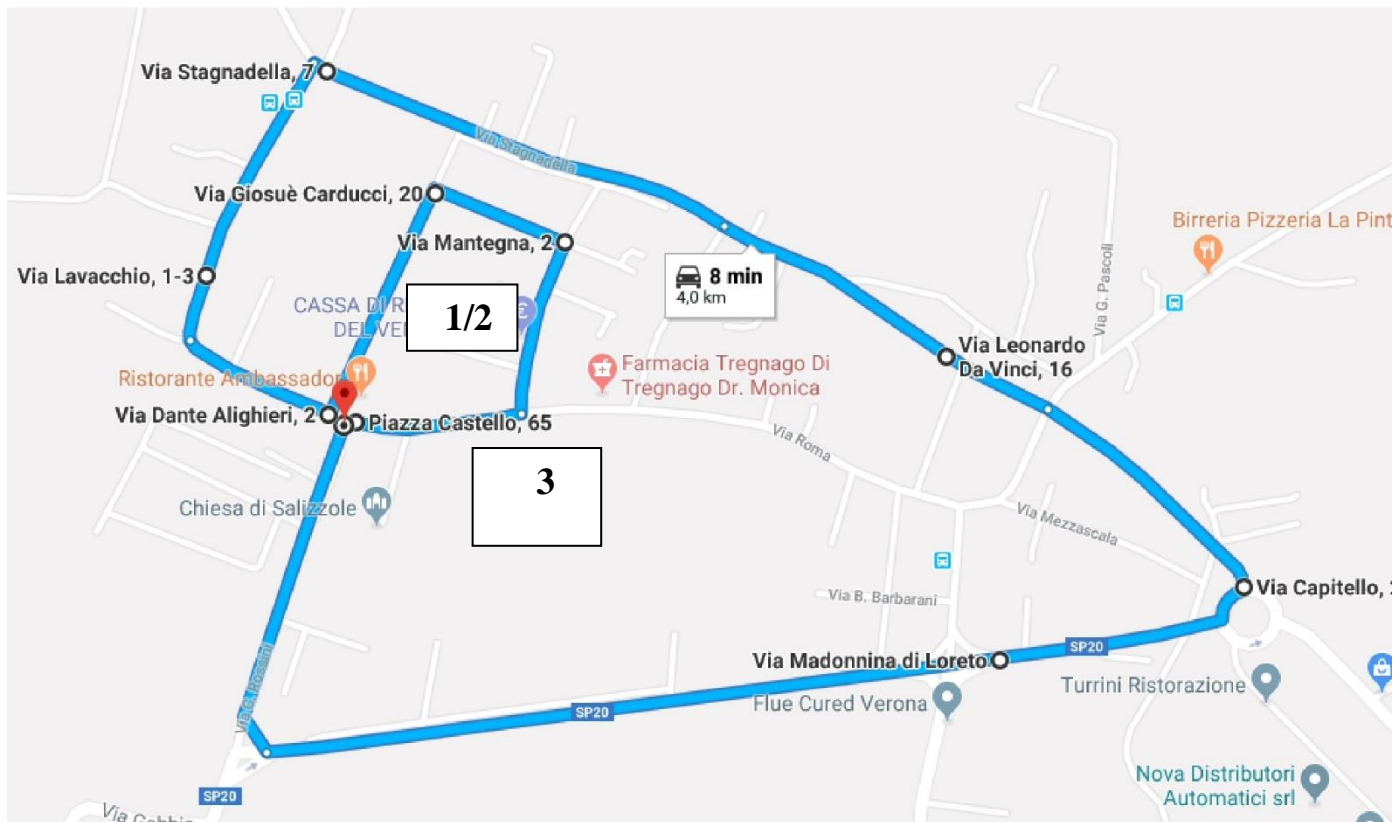 Via Stagnadella, 7
Via Stagnadella
Via Giosuè Carducci, 20
Via Mantegna, 2
Birreria Pizzeria La Pint
Via Lavacchio, 1-3
8 min
4,0 km
Via G. Pascoli
CASSA DI R
DEL VE
1/2
€
Via Leonardo
Da Vinci, 16
Ristorante Ambassador
Farmacia Tregnago Di
Tregnago Dr. Monica
Via Dante Alighieri, 2
Piazza Castello, 65
Via Roma
3
Chiesa di Salizzole
Via Mezzascala
Via B. Barbarani
Via Capitello,
Via Madonnina di Loreto
SP20
Turrini Ristorazione
Flue Cured Verona
Via G. Rossini
SP20
Nova Distributori
Automatici srl
SP20